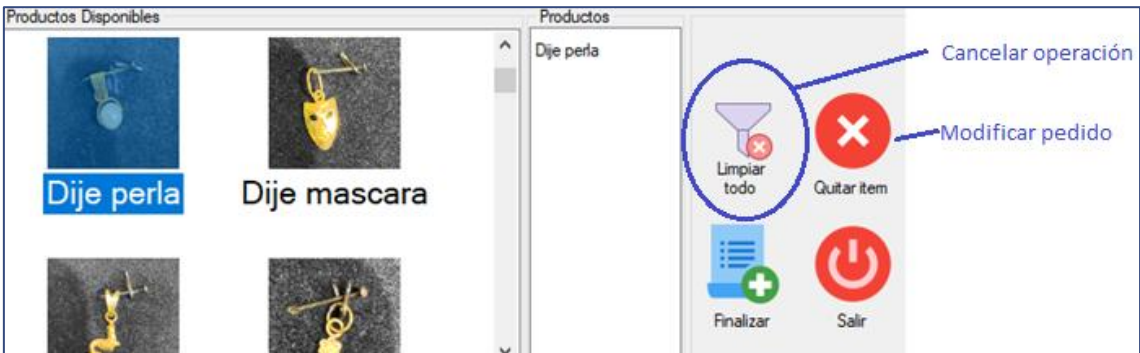 Productos Disponibles
Dije perla
Dije mascara
Productos
Dije perla
Limpiar
todo
Quitar item
Finalizar
Salir
Cancelar operación
Modificar pedido